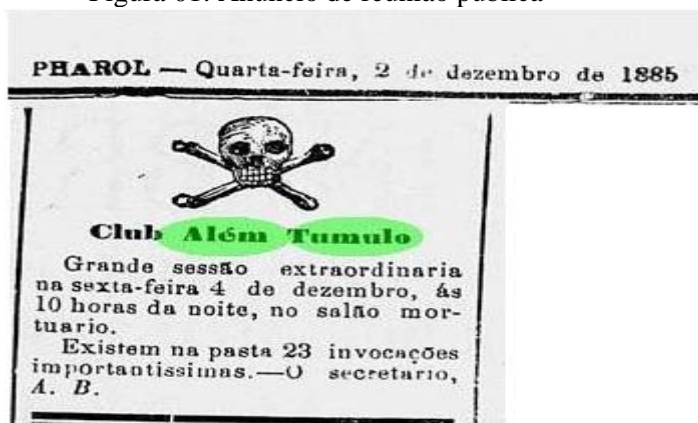 Figura 01: Anúncio de reunião pública
PHAROL — Quarta-feira, 2 de dezembro de 1885
Club Além Tumulo
Grande sessão extraordinaria
na sexta-feira 4 de dezembro, ás
10 horas da noite, no salão mor-
tuario.
Existem na pasta 23 invocações
importantissimas.—O secretario,
A. B.